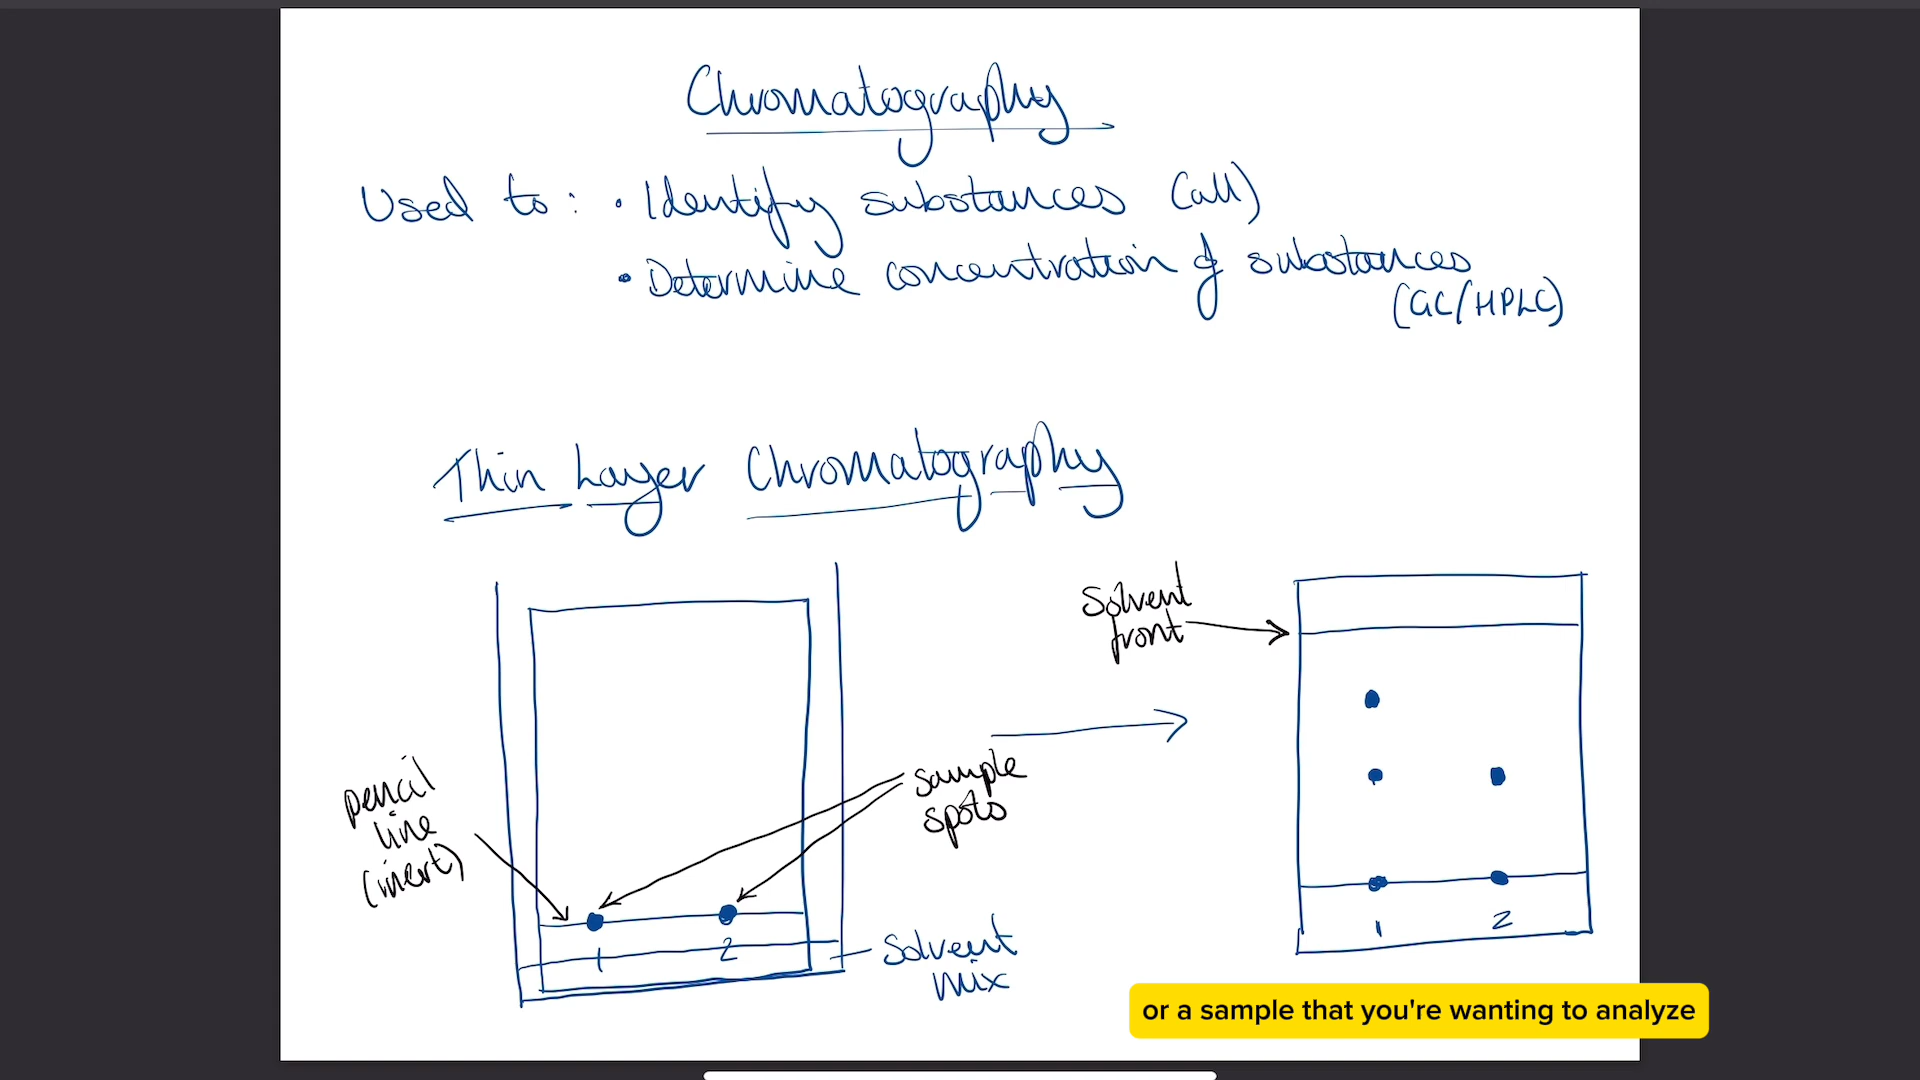 Chromatography
Used to: • Identify substances (all)
• Determine concentration of substances
(GC/HPLC)
Thin Layer Chromatography
Solvent
front
pencil
line
(inert)
sample
spots
1 2
Solvent
mix
1 2
or a sample that you're wanting to analyze